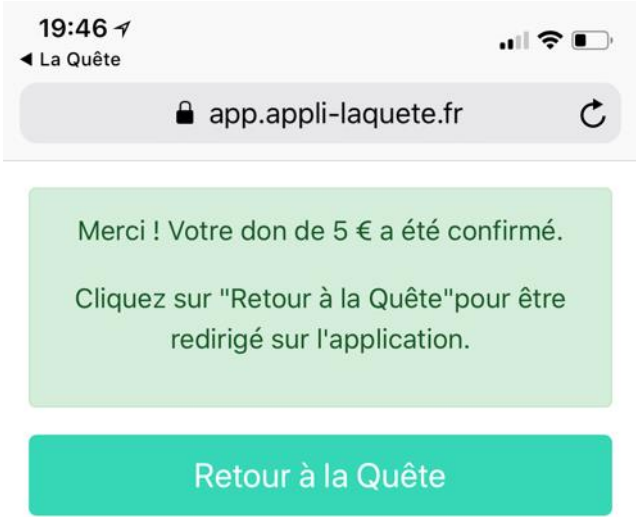 19:46
◀ La Quête
app.appli-laquete.fr
Merci ! Votre don de 5 € a été confirmé.
Cliquez sur "Retour à la Quête"pour être
redirigé sur l'application.
Retour à la Quête